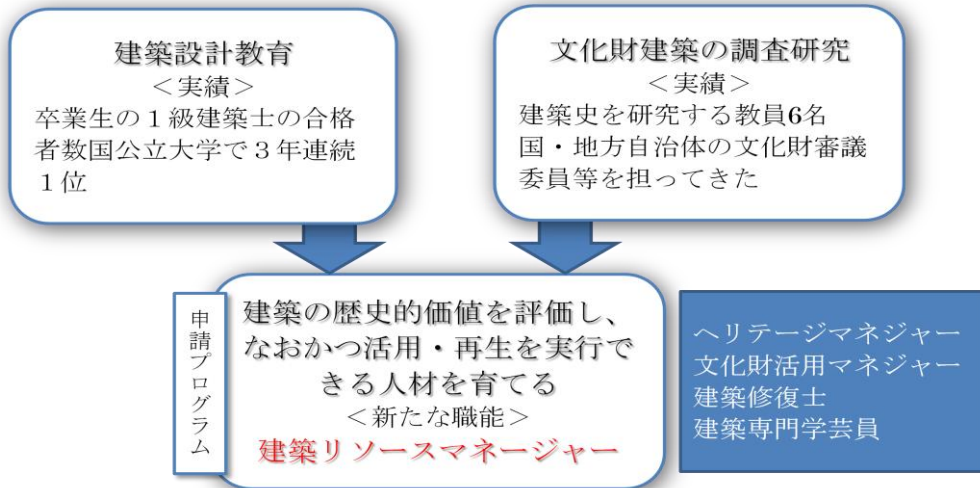 建築設計教育
＜実績＞
卒業生の１級建築士の合格
者数国公立大学で３年連続
１位
文化財建築の調査研究
＜実績＞
建築史を研究する教員6名
国・地方自治体の文化財審議
委員等を担ってきた
申請プログラム
建築の歴史的価値を評価し、
なおかつ活用・再生を実行で
きる人材を育てる
＜新たな職能＞
建築リソースマネージャー
ヘリテージマネジャー
文化財活用マネジャー
建築修復士
建築専門学芸員